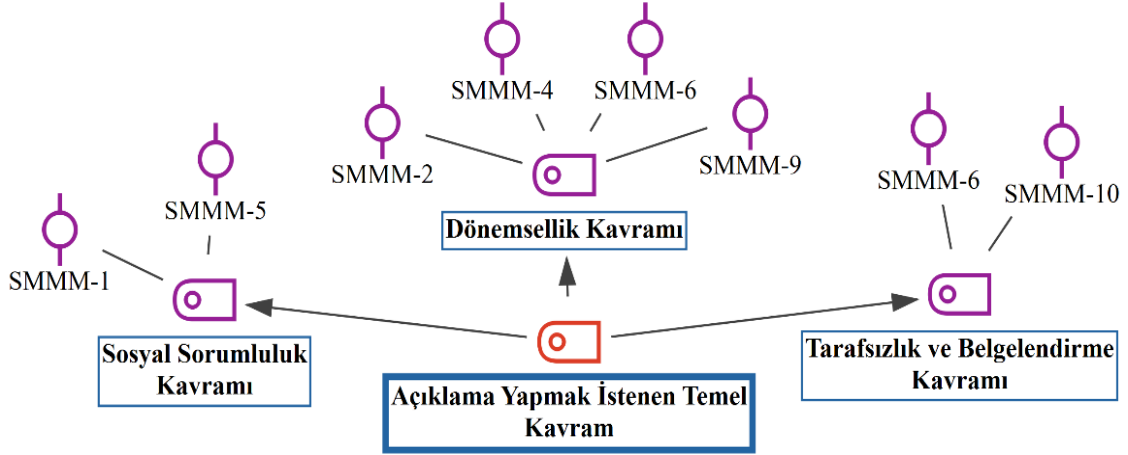 SMMM-4
SMMM-6
SMMM-2
SMMM-9
SMMM-6
SMMM-10
SMMM-5
SMMM-1
Dönemsellik Kavramı
Sosyal Sorumluluk
Kavramı
Tarafsızlık ve Belgelendirme
Kavramı
Açıklama Yapmak İstenen Temel
Kavram